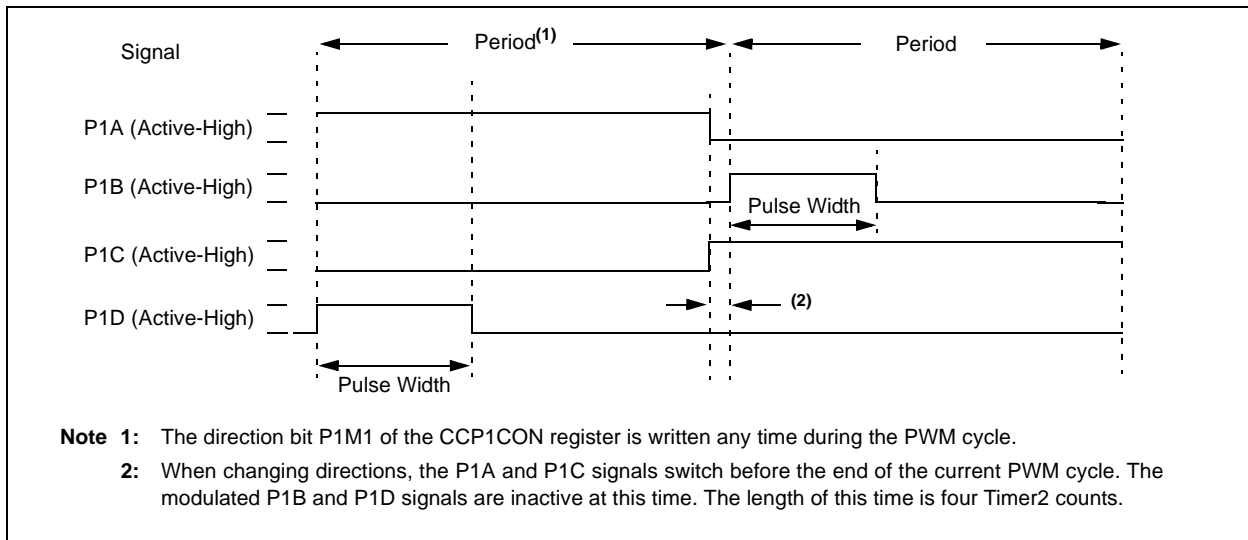 Signal
Period(1)
Period
P1A (Active-High)
P1B (Active-High)
Pulse Width
P1C (Active-High)
(2)
P1D (Active-High)
Pulse Width
Note 1: The direction bit P1M1 of the CCP1CON register is written any time during the PWM cycle.
2: When changing directions, the P1A and P1C signals switch before the end of the current PWM cycle. The
modulated P1B and P1D signals are inactive at this time. The length of this time is four Timer2 counts.